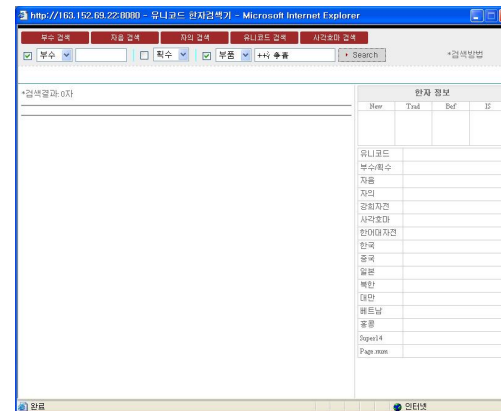 http://163.152.69.22:8080 - 유니코드 한자검색기 - Microsoft Internet Explorer
부수 검색 자음 검색 자의 검색 유니코드 검색 사각호마 검색
부수 획수 부품 Search *검색방법
*검색결과:0자
한자 정보
New Trad Bef IS
유니코드
부수/획수
자음
자의
강희자전
사각호마
한어대자전
한국
중국
일본
북한
대만
베트남
홍콩
Super14
Page.num
완료 인터넷